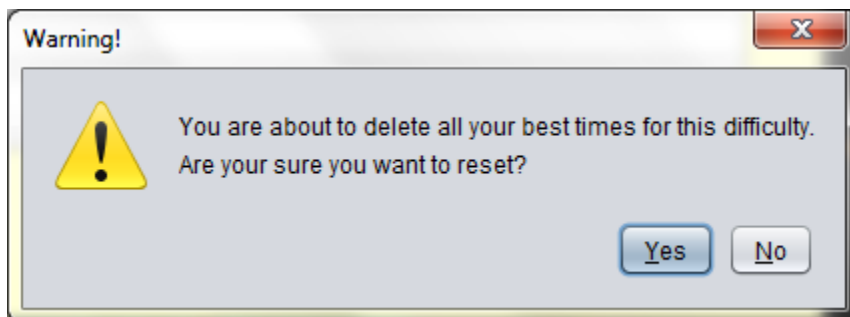 Warning!
You are about to delete all your best times for this difficulty.
Are your sure you want to reset?
Yes No